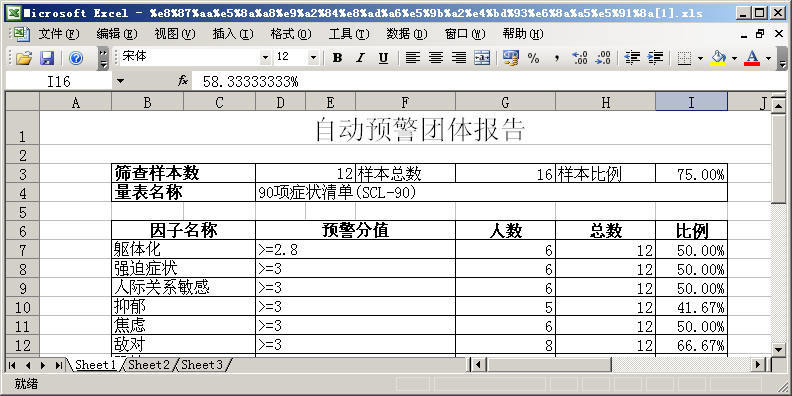 Microsoft Excel - %e8%87%aa%e5%8a%a8%e9%a2%84%e8%ad%a6%e5%9b%a2%e4%bd%93%e6%8a%a5%e5%91%8a[1].xls
文件(F) 编辑(E) 视图(V) 插入(I) 格式(O) 工具(T) 数据(D) 窗口(W) 帮助(H)
宋体 12 B I U
I16 fx 58.33333333%
A B C D E F G H I J
1 自动预警团体报告
2
3 筛查样本数 12 样本总数 16 样本比例 75.00%
4 量表名称 90项症状清单(SCL-90)
5
6 因子名称 预警分值 人数 总数 比例
7 躯体化 >=2.8 6 12 50.00%
8 强迫症状 >=3 6 12 50.00%
9 人际关系敏感 >=3 6 12 50.00%
10 抑郁 >=3 5 12 41.67%
11 焦虑 >=3 6 12 50.00%
12 敌对 >=3 8 12 66.67%
Sheet1 Sheet2 Sheet3
就绪